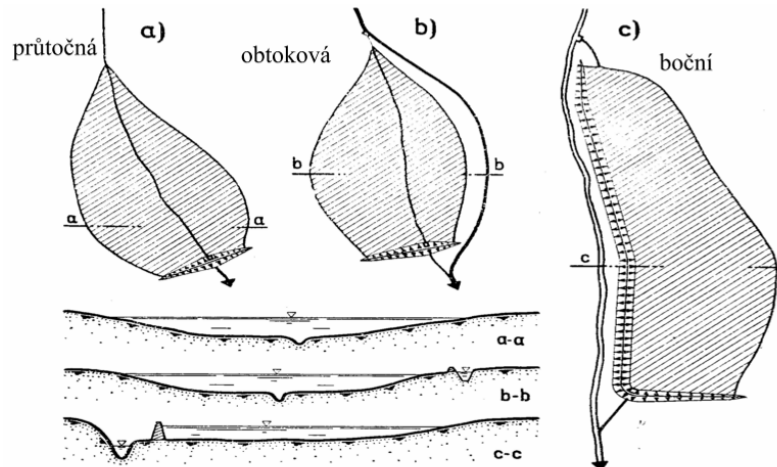 a)
průtočná
b)
obtoková
c)
boční
a
a
b
b
c
a-a
b-b
c-c